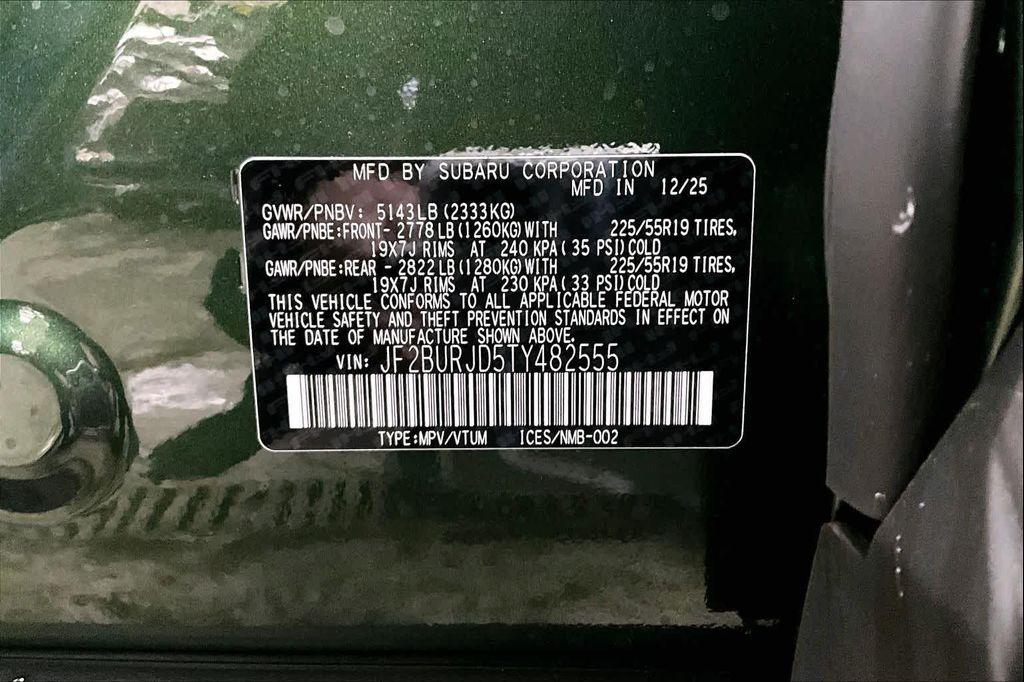 MFD BY SUBARU CORPORATION
MFD IN 12/25
GVWR/PNBV: 5143LB (2333KG)
GAWR/PNBE:FRONT- 2778 LB (1260KG) WITH 225/55R19 TIRES,
19X7J RIMS AT 240 KPA ( 35 PSI) COLD
GAWR/PNBE:REAR - 2822 LB (1280KG) WITH 225/55R19 TIRES,
19X7J RIMS AT 230 KPA ( 33 PSI) COLD
THIS VEHICLE CONFORMS TO ALL APPLICABLE FEDERAL MOTOR
VEHICLE SAFETY AND THEFT PREVENTION STANDARDS IN EFFECT ON
THE DATE OF MANUFACTURE SHOWN ABOVE.
VIN: JF2BURJD5TY482555
TYPE:MPV/VTUM ICES/NMB-002